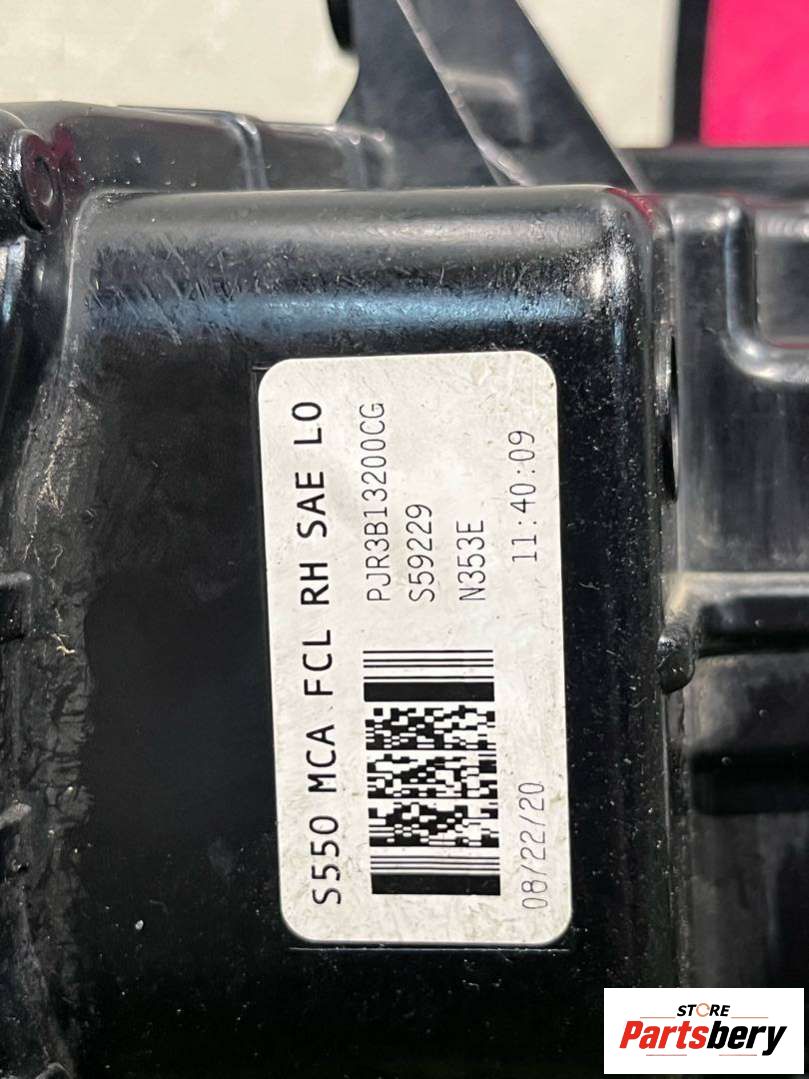 S550 MCA FCL RH SAE LO
PJR3B13200CG
S59229
N353E
08/22/20 11:40:09
STORE
Partsbery